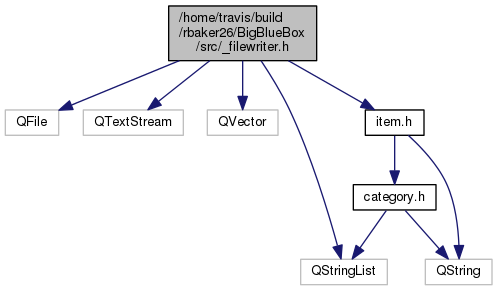 /home/travis/build
/rbaker26/BigBlueBox
/src/_filewriter.h
QFile
QTextStream
QVector
item.h
category.h
QStringList
QString